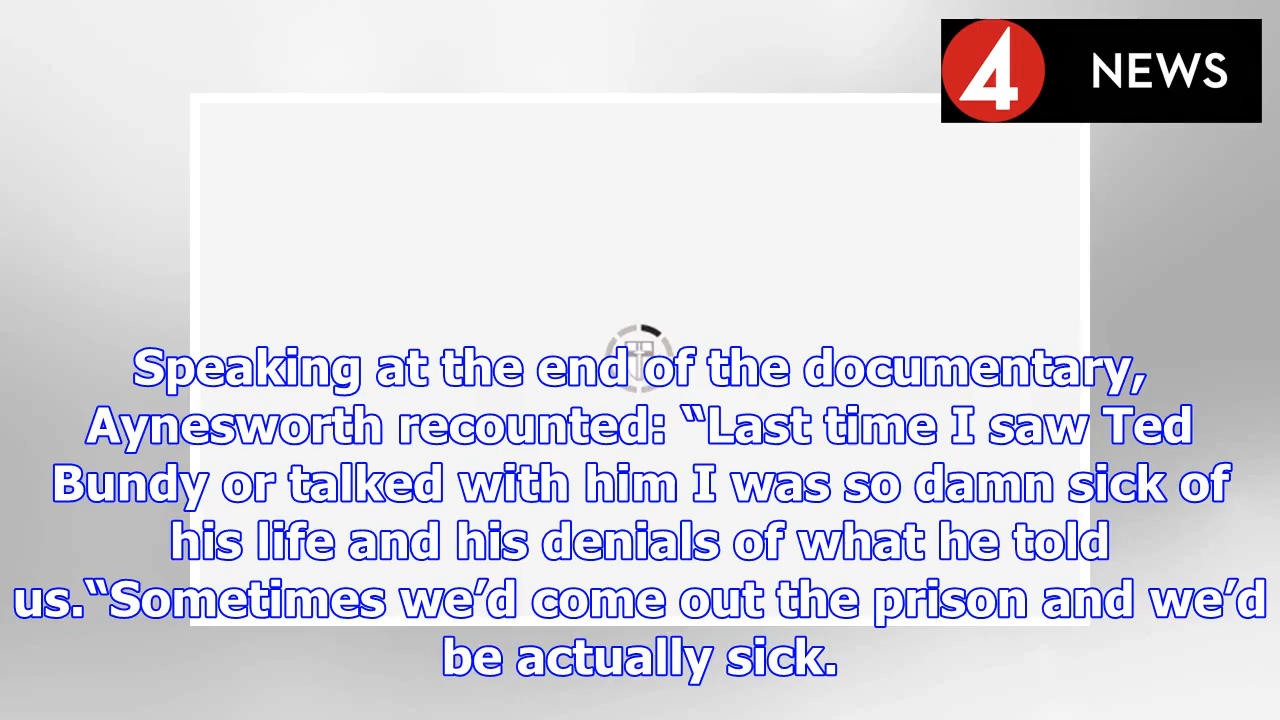 4 NEWS
Speaking at the end of the documentary,
Aynesworth recounted: “Last time I saw Ted
Bundy or talked with him I was so damn sick of
his life and his denials of what he told
us.“Sometimes we’d come out the prison and we’d
be actually sick.